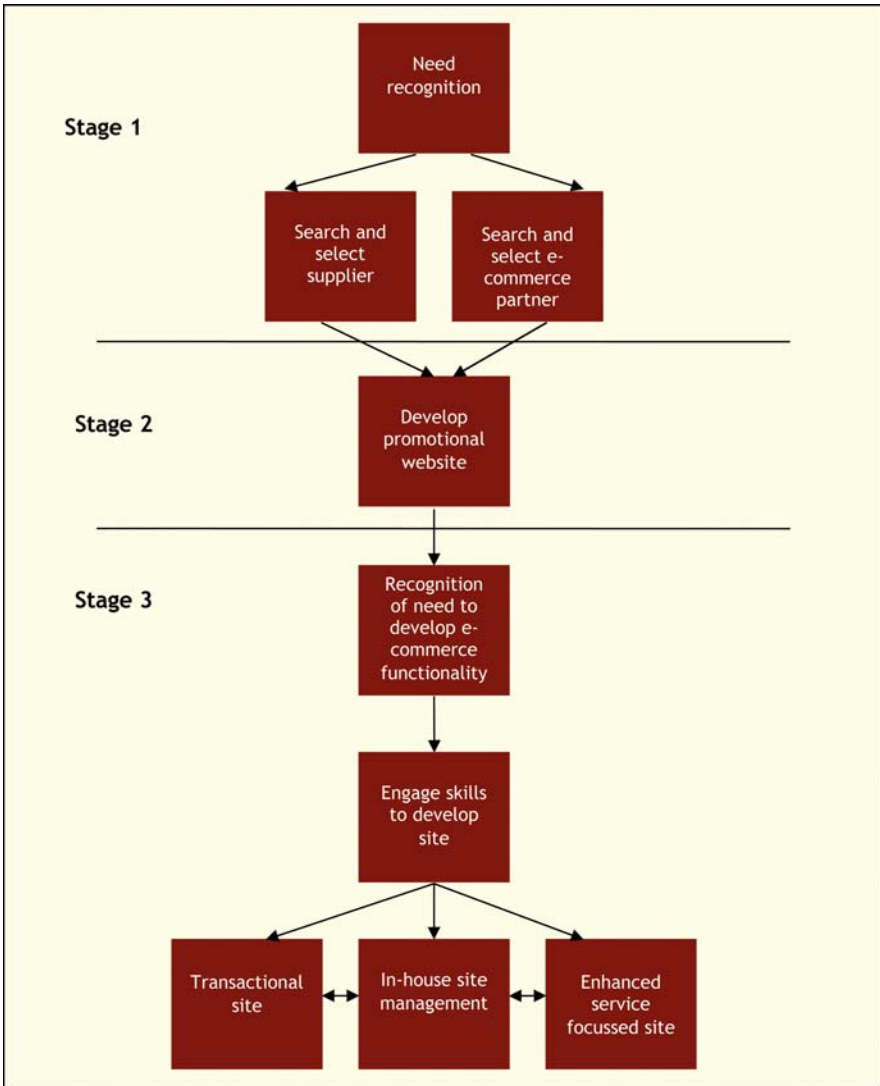 Need
recognition
Stage 1
Search and
select
supplier
Search and
select e-
commerce
partner
Stage 2
Develop
promotional
website
Stage 3
Recognition
of need to
develop e-
commerce
functionality
Engage skills
to develop
site
Transactional
site
In-house site
management
Enhanced
service
focussed site